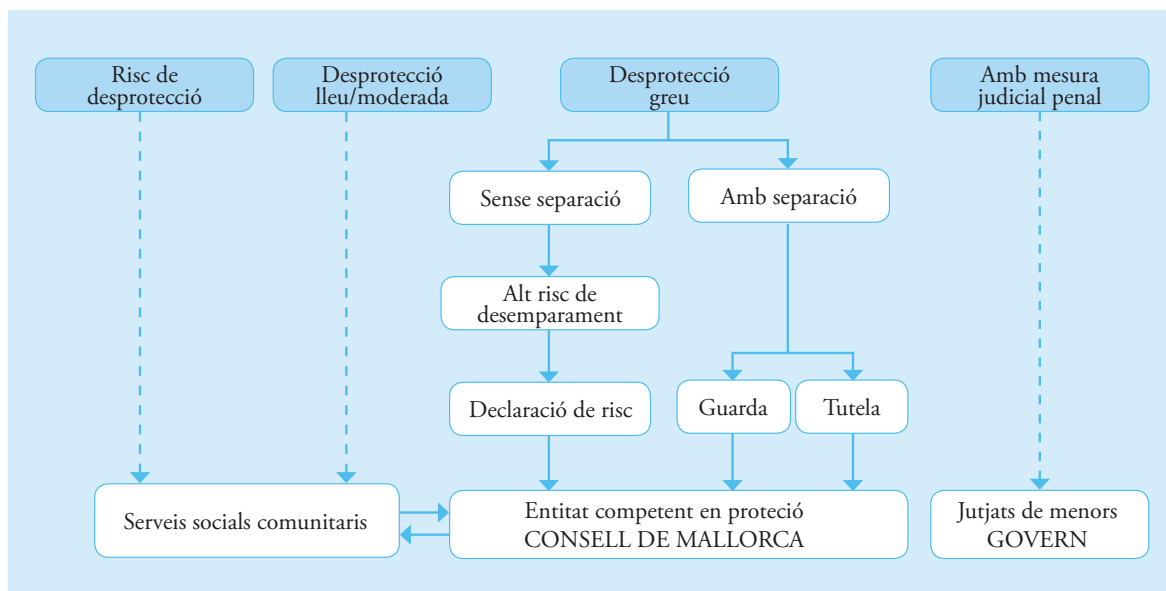 Risc de
desprotecció
Desprotecció
lleu/moderada
Desprotecció
greu
Amb mesura
judicial penal
Sense separació
Amb separació
Alt risc de
desemparament
Declaració de risc
Guarda
Tutela
Serveis socials comunitaris
Entitat competent en proteció
CONSELL DE MALLORCA
Jutjats de menors
GOVERN